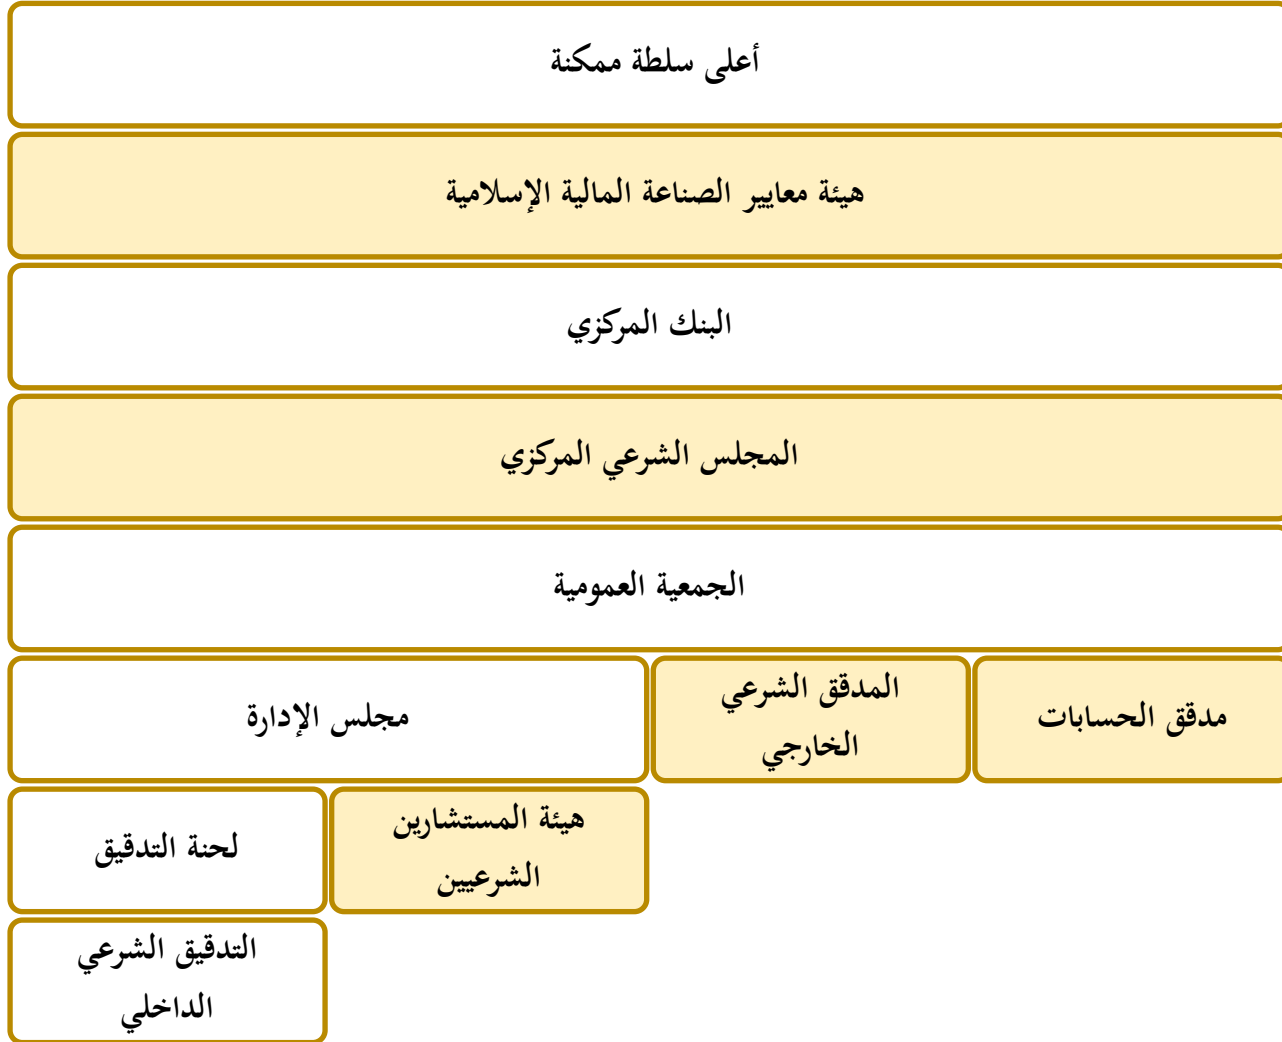 أعلى سلطة ممكنة
هيئة معايير الصناعة المالية الإسلامية
البنك المركزي
المجلس الشرعي المركزي
الجمعية العمومية
مدقق الحسابات
المدقق الشرعي
الخارجي
مجلس الإدارة
هيئة المستشارين
الشرعيين
لحنة التدقيق
التدقيق الشرعي
الداخلي